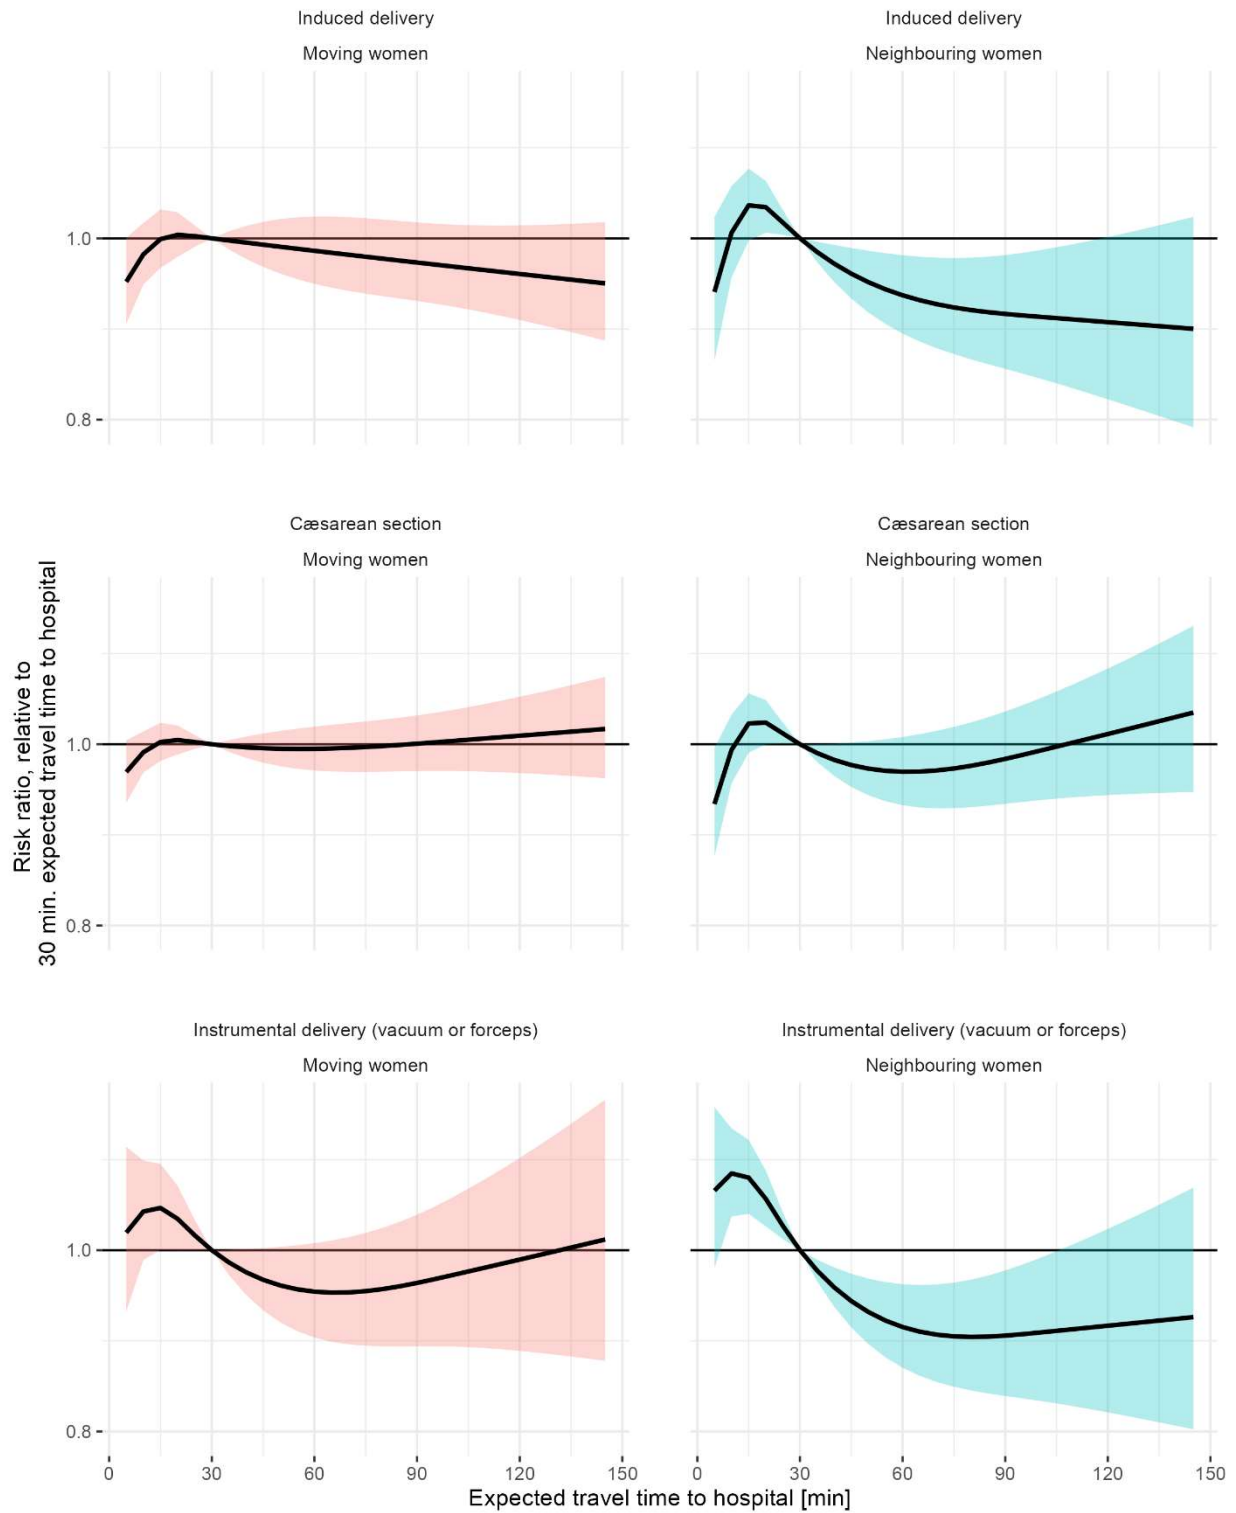 Induced delivery
Moving women
Induced delivery
Neighbouring women
1.0
0.8
Cæsarean section
Moving women
Cæsarean section
Neighbouring women
Risk ratio, relative to
30 min. expected travel time to hospital
1.0
0.8
Instrumental delivery (vacuum or forceps)
Moving women
Instrumental delivery (vacuum or forceps)
Neighbouring women
1.0
0.8
0 30 60 90 120 150 0 30 60 90 120 150
Expected travel time to hospital [min]